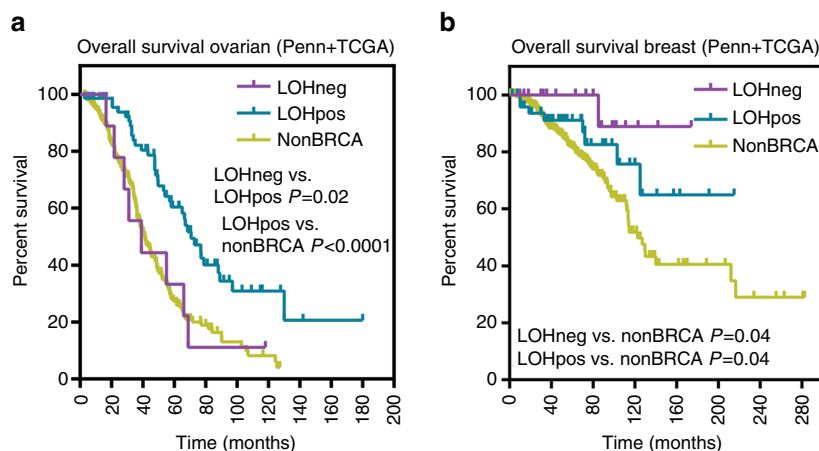 a
Overall survival ovarian (Penn+TCGA)
Percent survival
100
80
60
40
20
0
LOHneg
LOHpos
NonBRCA
LOHneg vs.
LOHpos P=0.02
LOHpos vs.
nonBRCA P<0.0001
0 20 40 60 80 100 120 140 160 180 200
Time (months)
b
Overall survival breast (Penn+TCGA)
Percent survival
100
80
60
40
20
0
LOHneg
LOHpos
NonBRCA
LOHneg vs. nonBRCA P=0.04
LOHpos vs. nonBRCA P=0.04
0 40 80 120 160 200 240 280
Time (months)